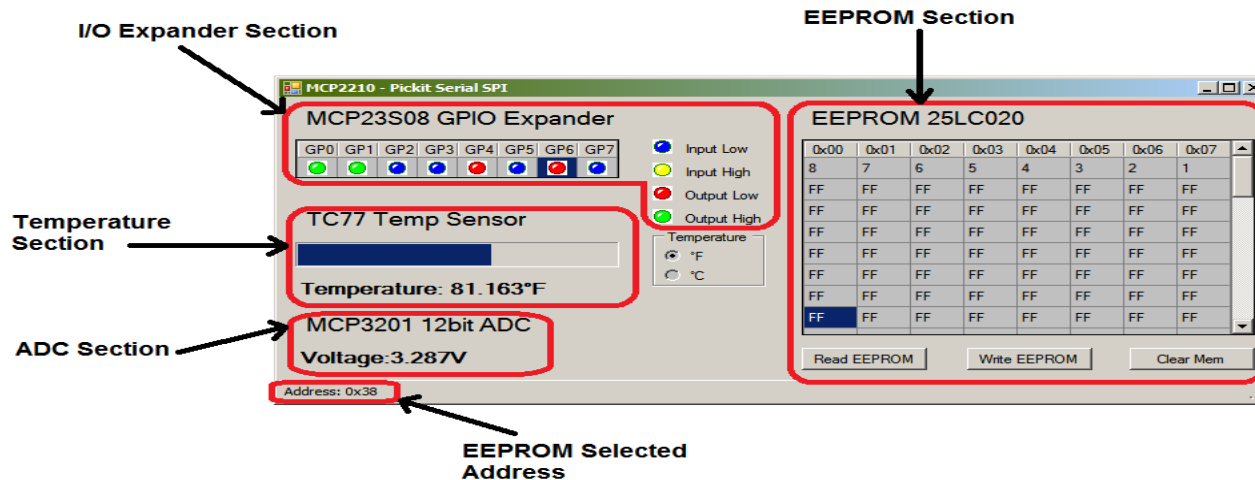 I/O Expander Section
EEPROM Section
MCP2210 - Pickit Serial SPI
MCP23S08 GPIO Expander
GP0 GP1 GP2 GP3 GP4 GP5 GP6 GP7
Input Low
Input High
Output Low
Output High
EEPROM 25LC020
0x00 0x01 0x02 0x03 0x04 0x05 0x06 0x07
8 7 6 5 4 3 2 1
FF FF FF FF FF FF FF FF
FF FF FF FF FF FF FF FF
FF FF FF FF FF FF FF FF
FF FF FF FF FF FF FF FF
FF FF FF FF FF FF FF FF
FF FF FF FF FF FF FF FF
FF FF FF FF FF FF FF FF
Read EEPROM
Write EEPROM
Clear Mem
Temperature
Section
TC77 Temp Sensor
Temperature: 81.163°F
Temperature
°F
°C
ADC Section
MCP3201 12bit ADC
Voltage:3.287V
Address: 0x38
EEPROM Selected
Address